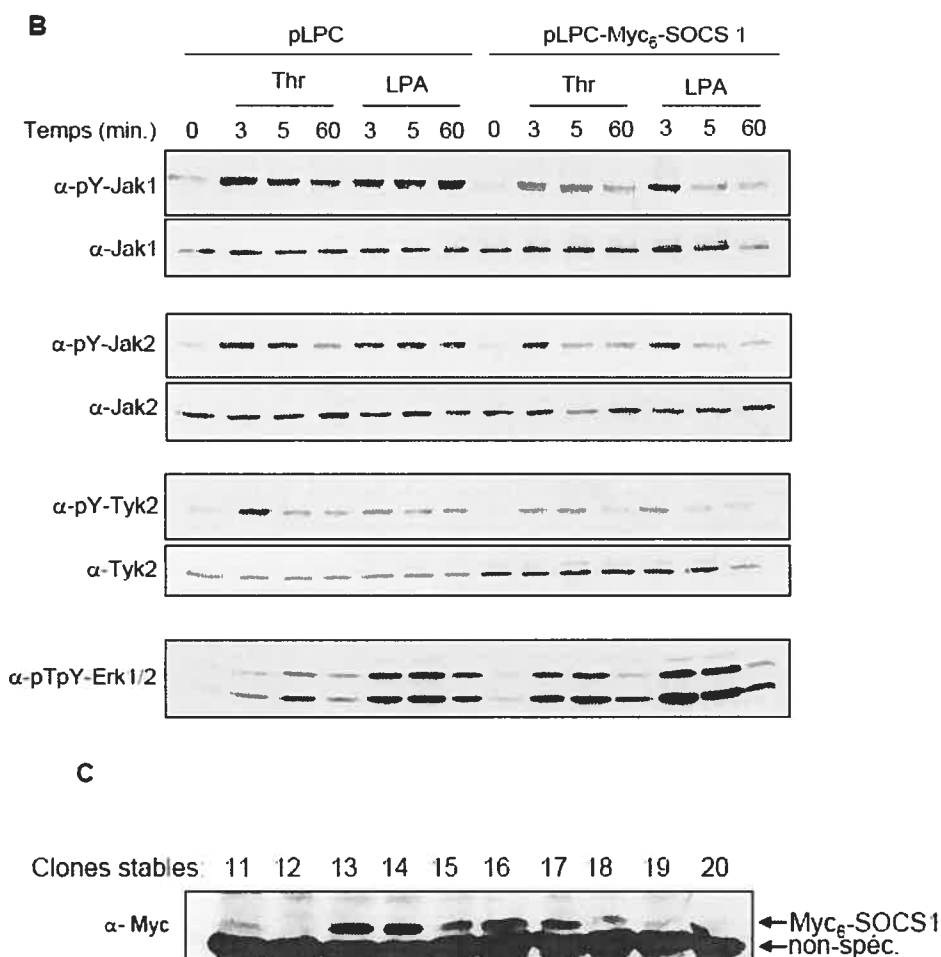 B
pLPC pLPC-Myc₆-SOCS 1
Thr LPA Thr LPA
Temps (min.) 0 3 5 60 3 5 60 0 3 5 60 3 5 60
α-pY-Jak1
α-Jak1
α-pY-Jak2
α-Jak2
α-pY-Tyk2
α-Tyk2
α-pTpY-Erk1/2
C
Clones stables: 11 12 13 14 15 16 17 18 19 20
α- Myc ←Myc₆-SOCS1
←non-spéc.